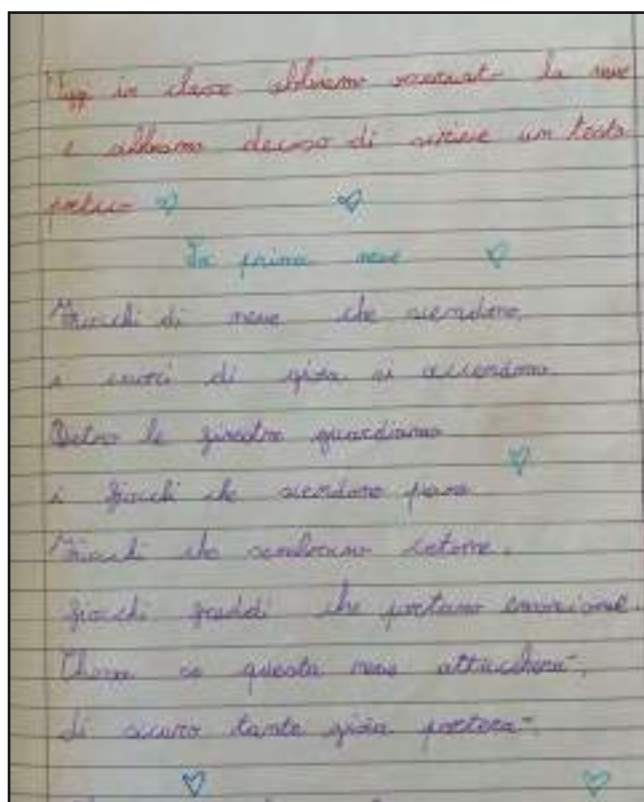 Oggi in classe abbiamo osservato la neve
e abbiamo deciso di scrivere un testo
poetico
La prima neve
Fiocchi di neve che scendono,
i cuori di gioia si accendono.
Dietro le finestre guardiamo
i fiocchi che scendono piano.
Fiocchi che sembrano cotone,
fiocchi freddi che portano emozione
se questa neve attaccherà,
di sicuro tanta gioia porterà.